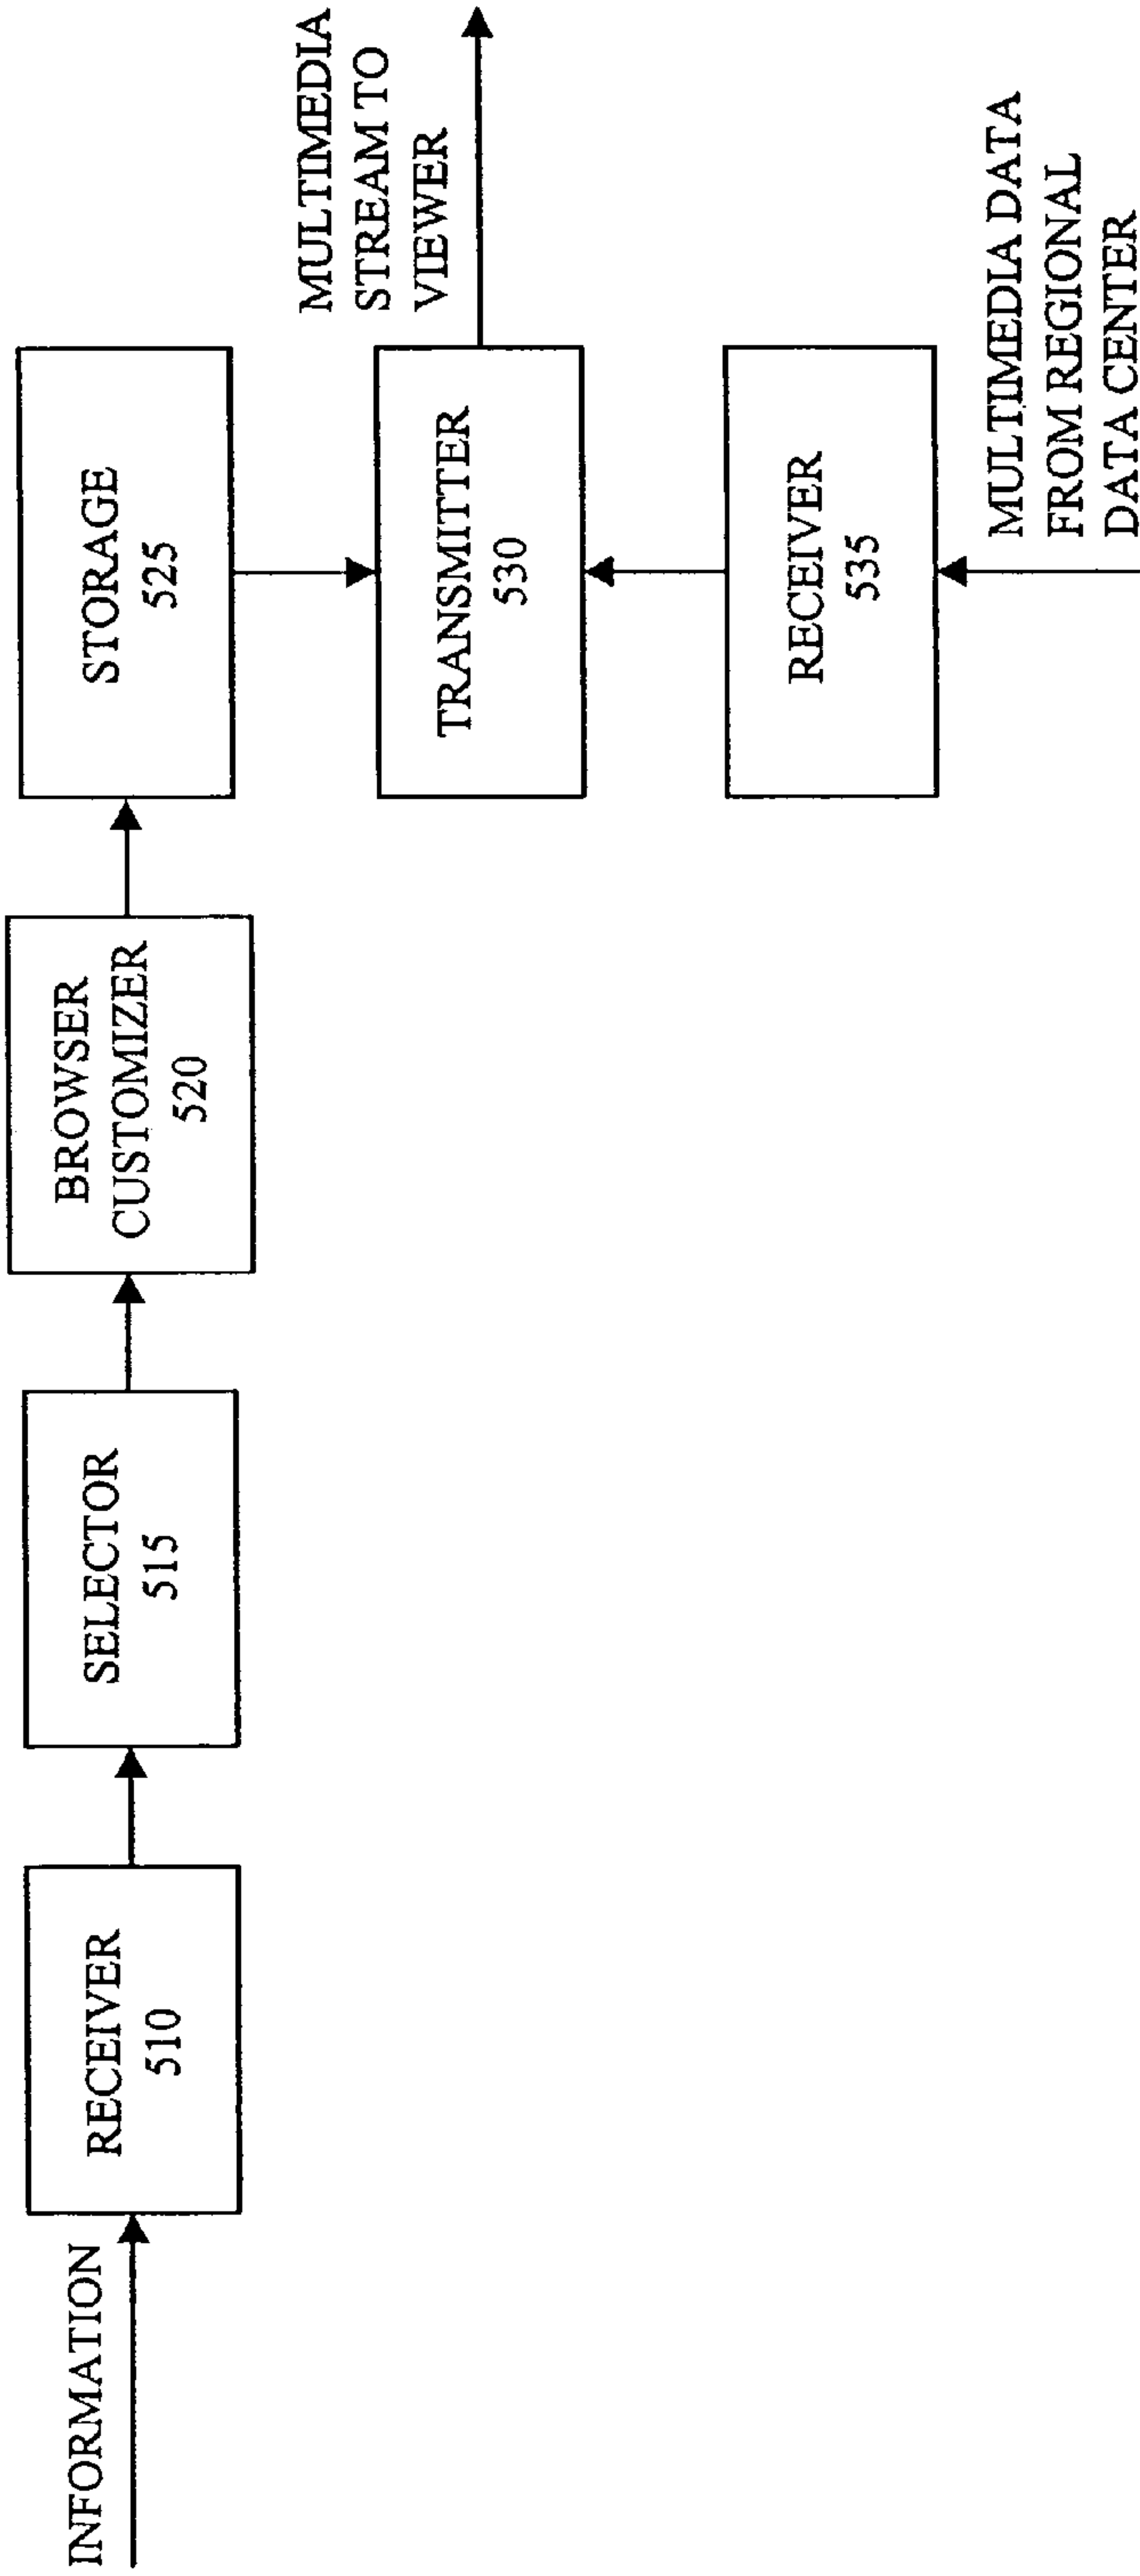 INFORMATION
RECEIVER
510
SELECTOR
515
BROWSER
CUSTOMIZER
520
STORAGE
525
TRANSMITTER
530
MULTIMEDIA
STREAM TO
VIEWER
RECEIVER
535
MULTIMEDIA DATA
FROM REGIONAL
DATA CENTER